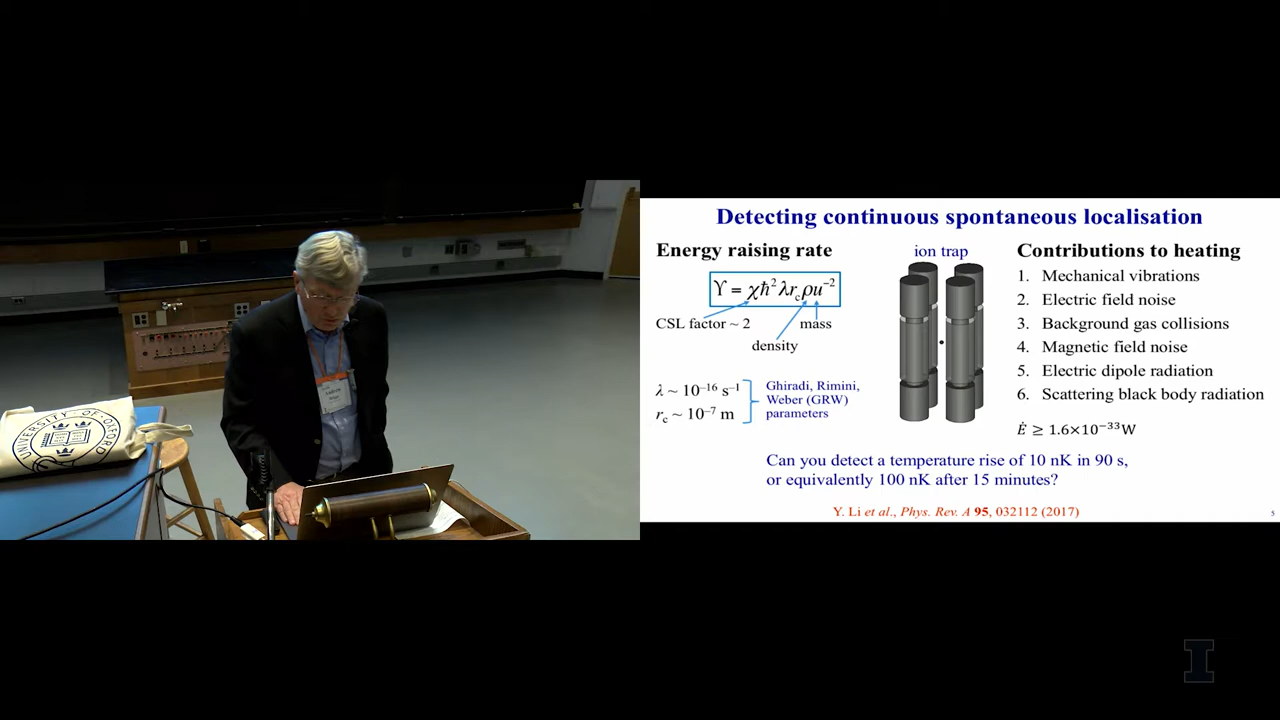 Detecting continuous spontaneous localisation
Energy raising rate
ϒ = χħ²λr_cρu⁻²
CSL factor ~ 2
mass
density
λ ~ 10⁻¹⁶ s⁻¹
r_c ~ 10⁻⁷ m
Ghiradi, Rimini,
Weber (GRW)
parameters
ion trap
Contributions to heating
1. Mechanical vibrations
2. Electric field noise
3. Background gas collisions
4. Magnetic field noise
5. Electric dipole radiation
6. Scattering black body radiation
Ė ≥ 1.6×10⁻³³W
Can you detect a temperature rise of 10 nK in 90 s,
or equivalently 100 nK after 15 minutes?
Y. Li et al., Phys. Rev. A 95, 032112 (2017)
5
UNIVERSITY OF OXFORD
I